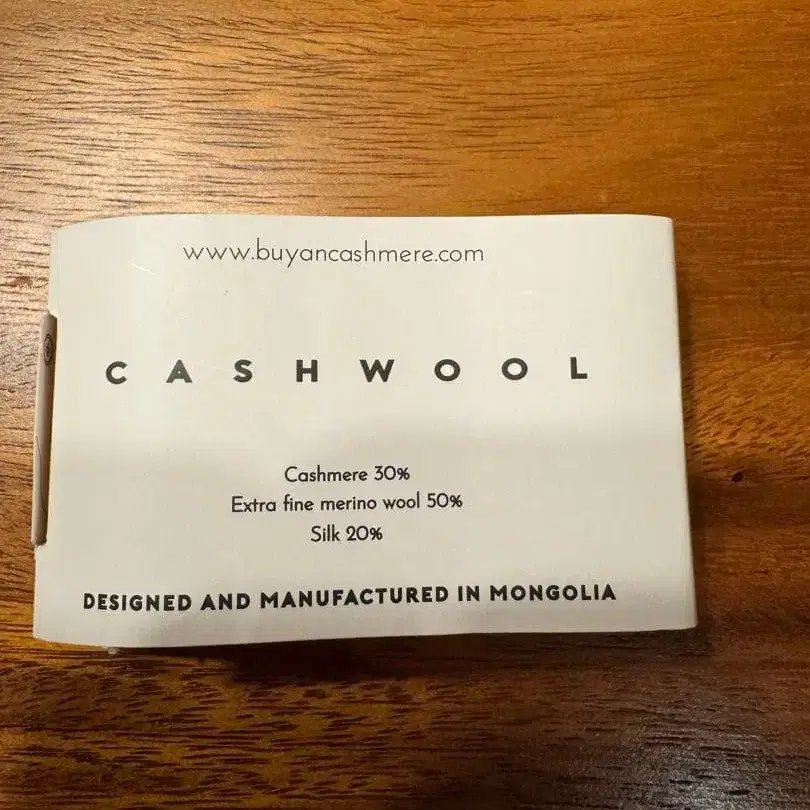 www.buyancashmere.com
CASHWOOL
Cashmere 30%
Extra fine merino wool 50%
Silk 20%
DESIGNED AND MANUFACTURED IN MONGOLIA